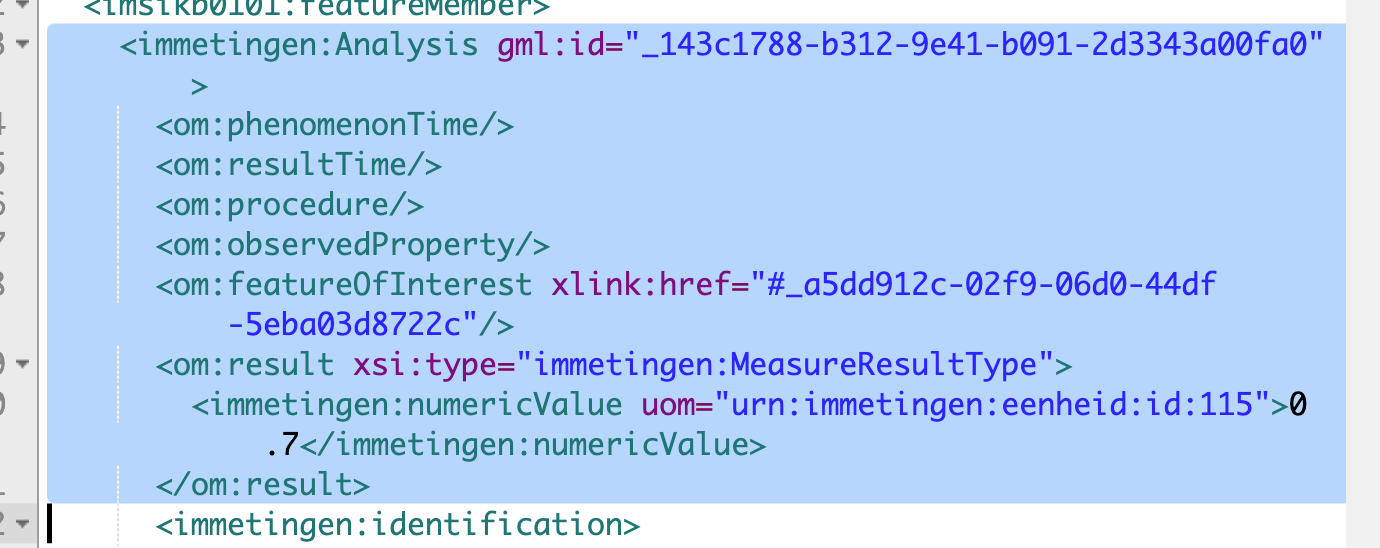 <imsikb0101:featureMember>
<immetingen:Analysis gml:id="_143c1788-b312-9e41-b091-2d3343a00fa0"
>
<om:phenomenonTime/>
<om:resultTime/>
<om:procedure/>
<om:observedProperty/>
<om:featureOfInterest xlink:href="#_a5dd912c-02f9-06d0-44df
-5eba03d8722c"/>
<om:result xsi:type="immetingen:MeasureResultType">
<immetingen:numericValue uom="urn:immetingen:eenheid:id:115">0
.7</immetingen:numericValue>
</om:result>
<immetingen:identification>